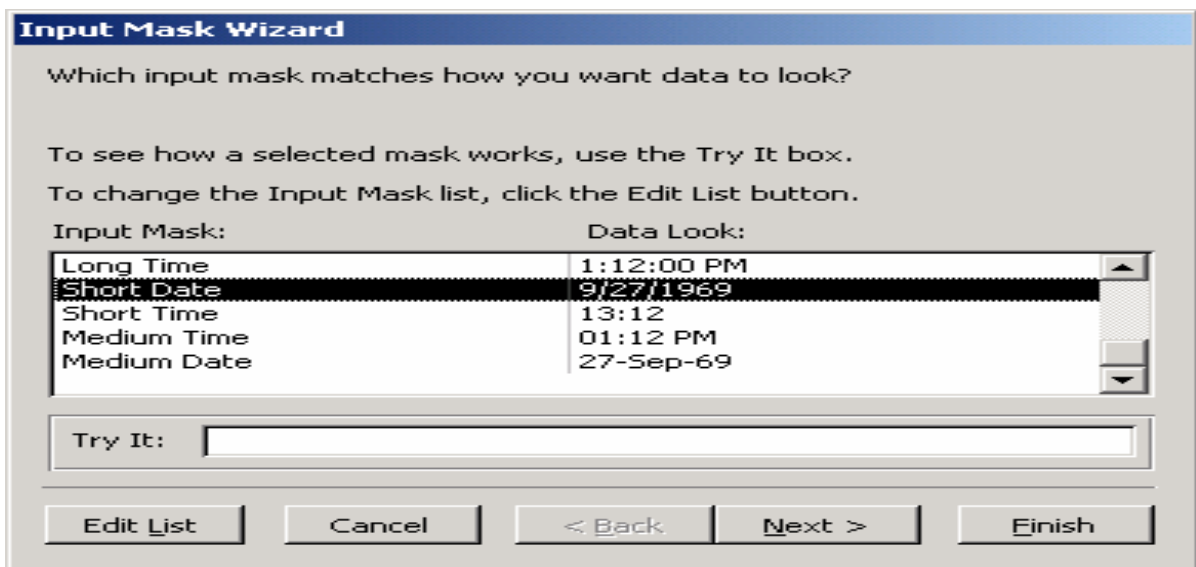 Input Mask Wizard
Which input mask matches how you want data to look?
To see how a selected mask works, use the Try It box.
To change the Input Mask list, click the Edit List button.
Input Mask: Data Look:
Long Time 1:12:00 PM
Short Date 9/27/1969
Short Time 13:12
Medium Time 01:12 PM
Medium Date 27-Sep-69
Try It:
Edit List Cancel < Back Next > Finish